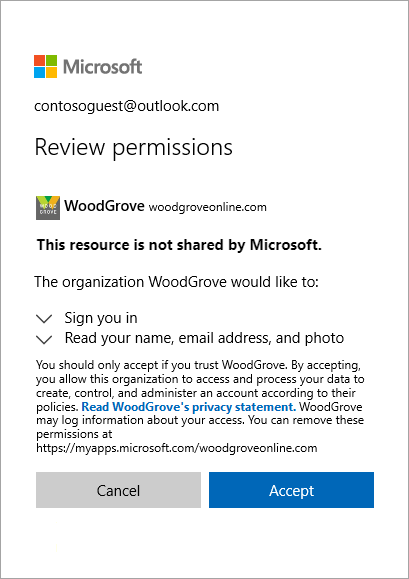 Microsoft
contosoguest@outlook.com
Review permissions
WOOD
GROVE
WoodGrove woodgroveonline.com
This resource is not shared by Microsoft.
The organization WoodGrove would like to:
Sign you in
Read your name, email address, and photo
You should only accept if you trust WoodGrove. By accepting,
you allow this organization to access and process your data to
create, control, and administer an account according to their
policies. Read WoodGrove's privacy statement. WoodGrove
may log information about your access. You can remove these
permissions at
https://myapps.microsoft.com/woodgroveonline.com
Cancel
Accept